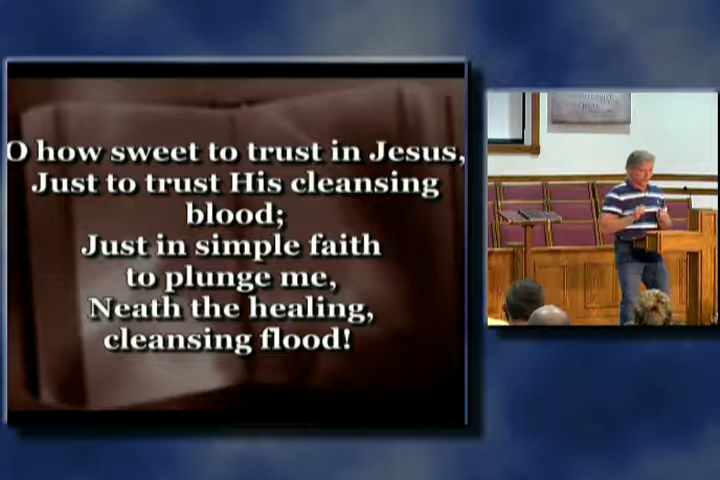 O how sweet to trust in Jesus,
Just to trust His cleansing
blood;
Just in simple faith
to plunge me,
Neath the healing,
cleansing flood!